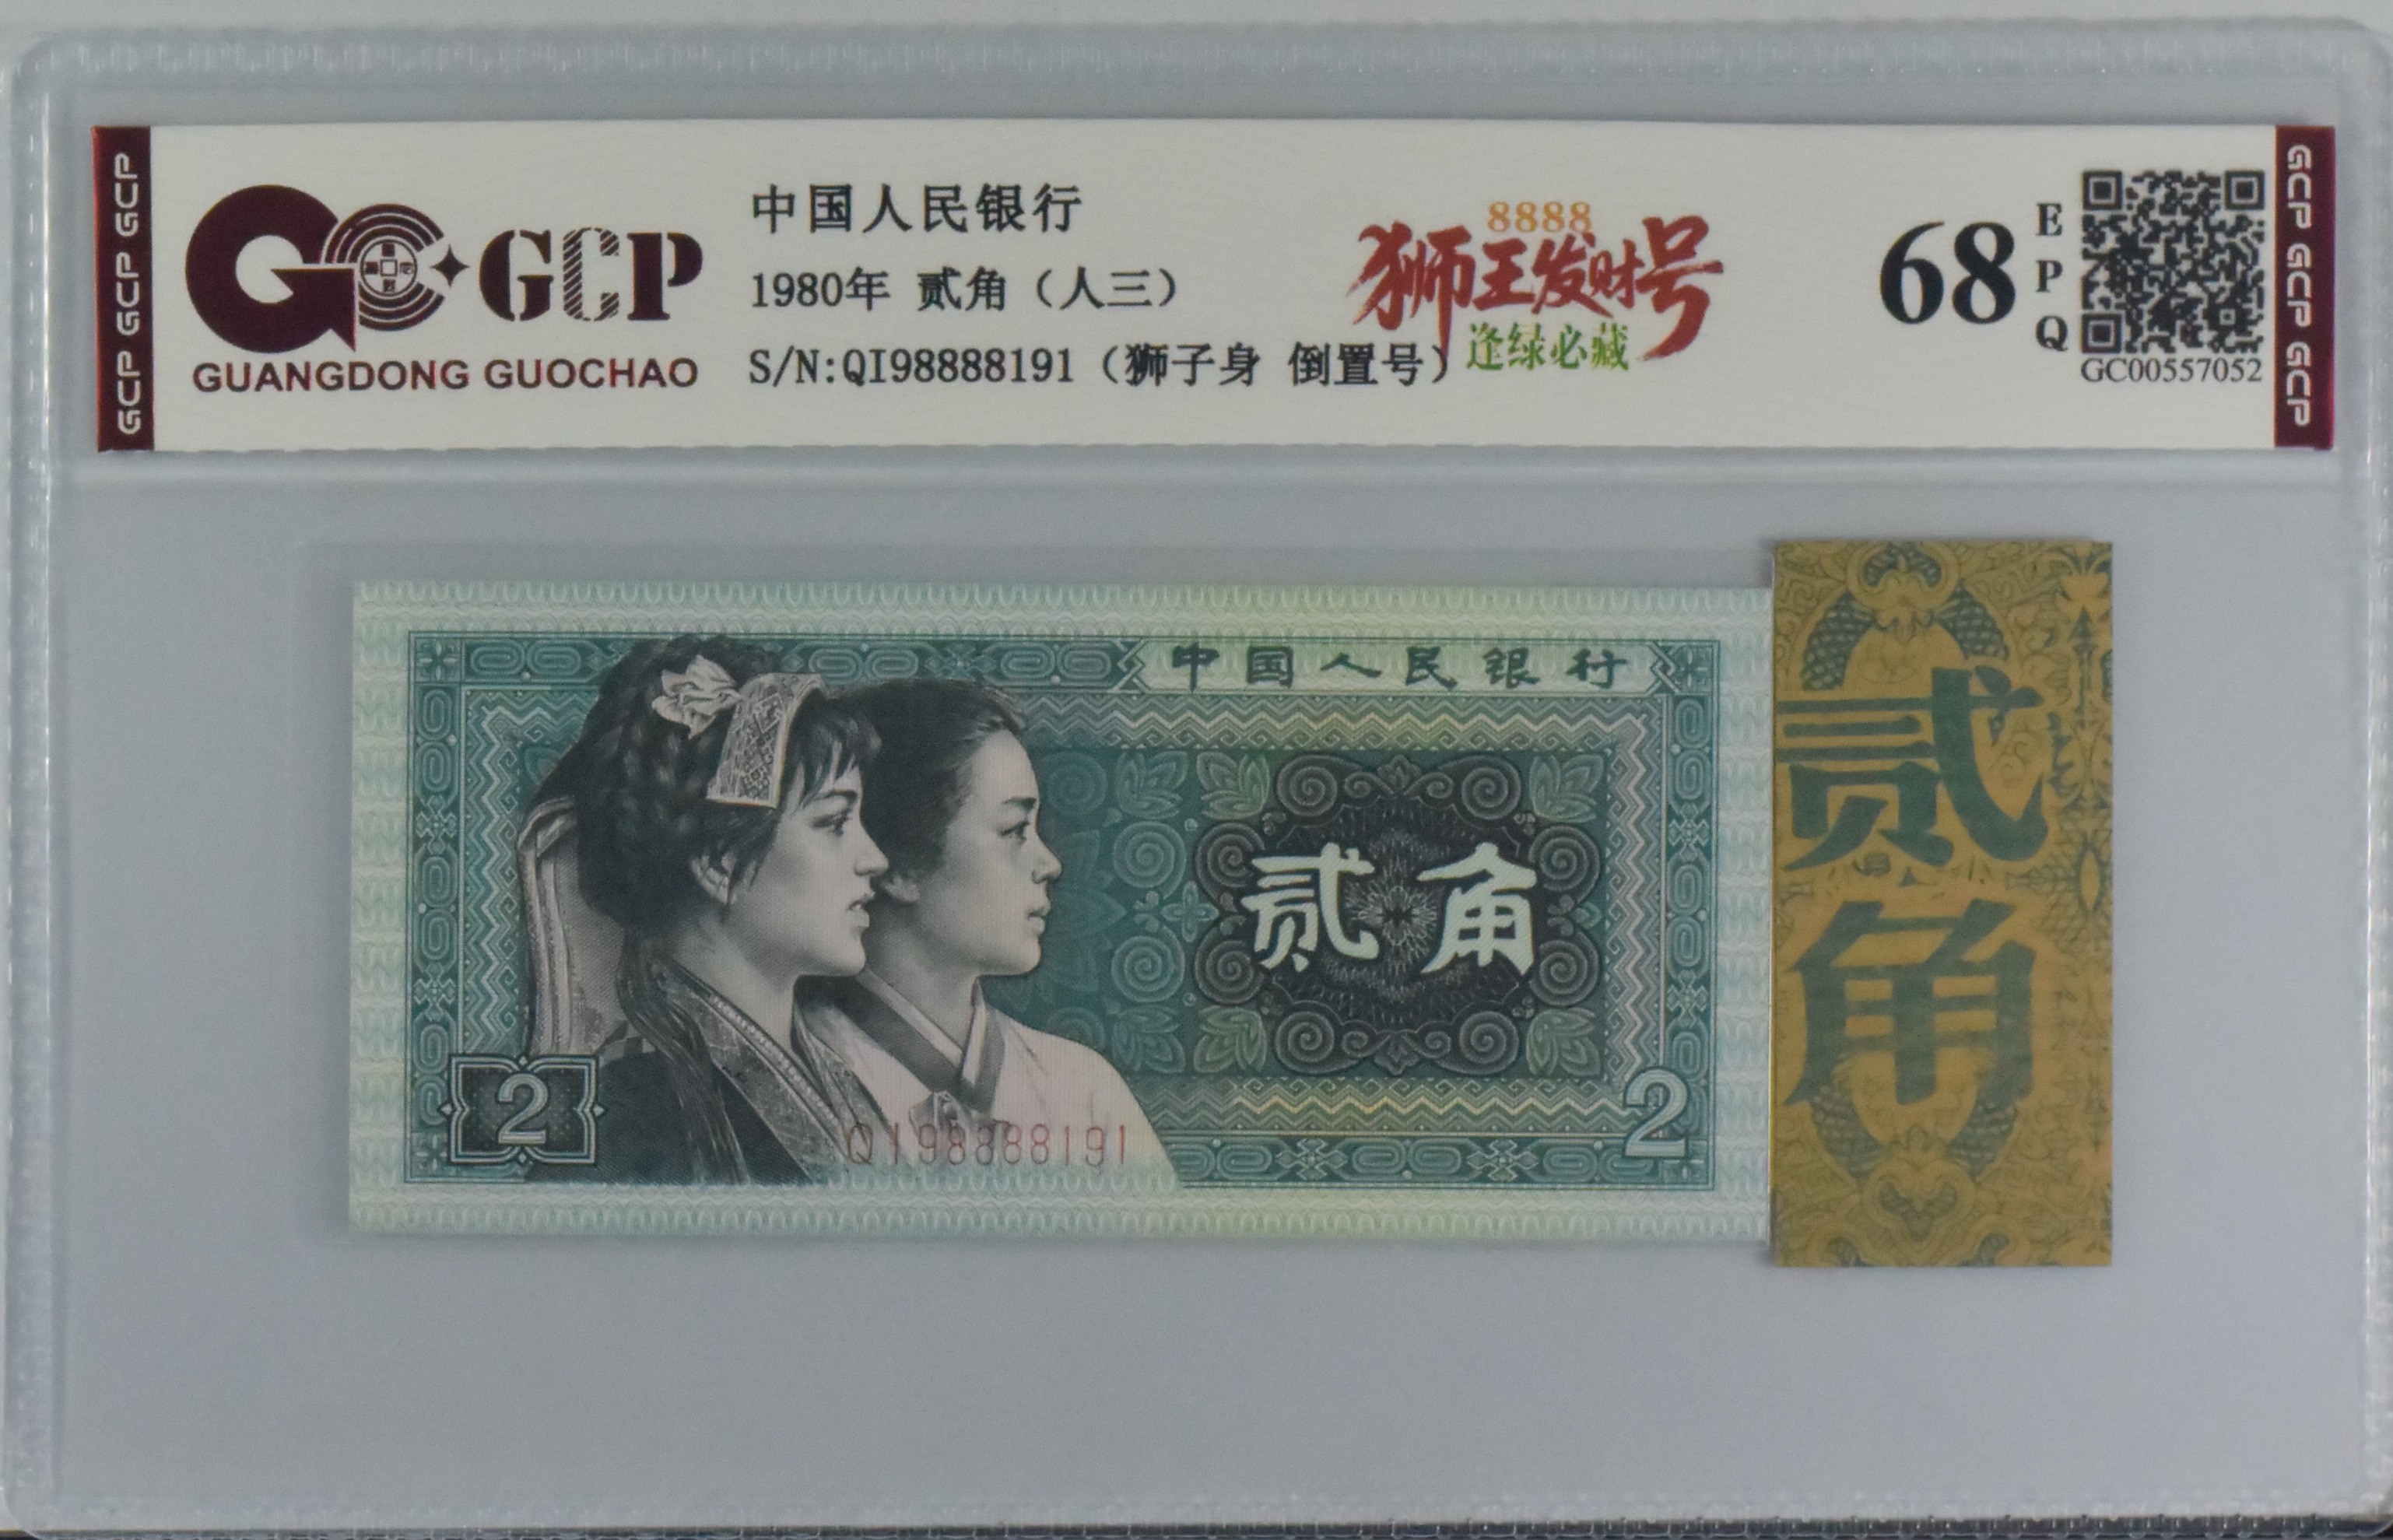 GCP GCP GCP
GCP
GUANGDONG GUOCHAO
中国人民银行
1980年 贰角（人三）
S/N:QI98888191（狮子身 倒置号）
8888
狮王发财号
逢绿必藏
68
E
P
Q
GC00557052
GCP GCP GCP
中国人民银行
贰角
2
QI98888191
2
贰
角